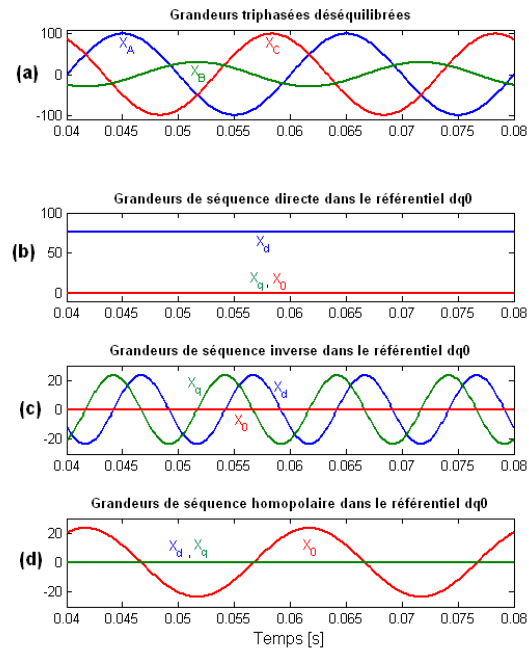 Grandeurs triphasées déséquilibrées
100
X_A
X_C
(a)
0
X_B
-100
0.04 0.045 0.05 0.055 0.06 0.065 0.07 0.075 0.08
Grandeurs de séquence directe dans le référentiel dq0
100
X_d
(b)
50
X_q, X_0
0
0.04 0.045 0.05 0.055 0.06 0.065 0.07 0.075 0.08
Grandeurs de séquence inverse dans le référentiel dq0
20
X_q X_d
(c)
0
X_0
-20
0.04 0.045 0.05 0.055 0.06 0.065 0.07 0.075 0.08
Grandeurs de séquence homopolaire dans le référentiel dq0
20
X_d, X_q X_0
(d)
0
-20
0.04 0.045 0.05 0.055 0.06 0.065 0.07 0.075 0.08
Temps [s]